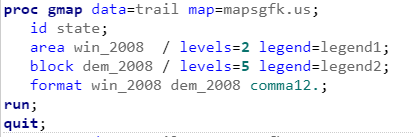 proc gmap data=trail map=mapsgfk.us;
id state;
area win_2008 / levels=2 legend=legend1;
block dem_2008 / levels=5 legend=legend2;
format win_2008 dem_2008 comma12.;
run;
quit;